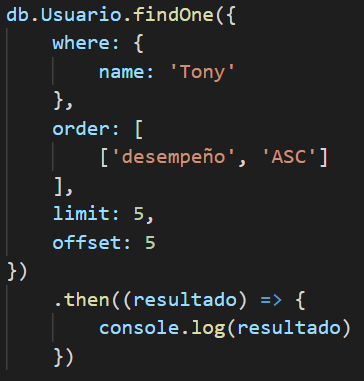 db.Usuario.findOne({
    where: {
        name: 'Tony'
    },
    order: [
        ['desempeño', 'ASC']
    ],
    limit: 5,
    offset: 5
})
    .then((resultado) => {
        console.log(resultado)
    })